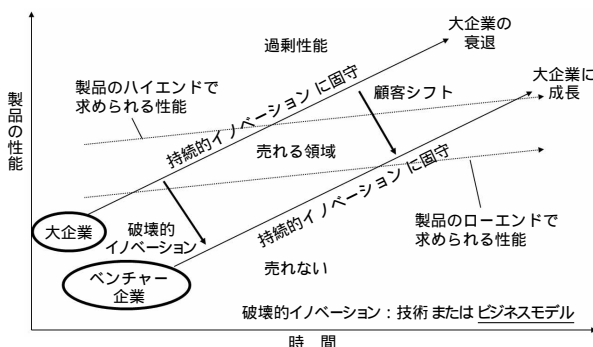 大企業の
衰退
過剰性能
大企業に
成長
製品のハイエンドで
求められる性能
顧客シフト
持続的イノベーション に固守
売れる領域
製品の性能
持続的イノベーション に固守
大企業
破壊的
イノベーション
製品のローエンドで
求められる性能
ベンチャー
企業
売れない
破壊的イノベーション：技術 または ビジネスモデル
時 間